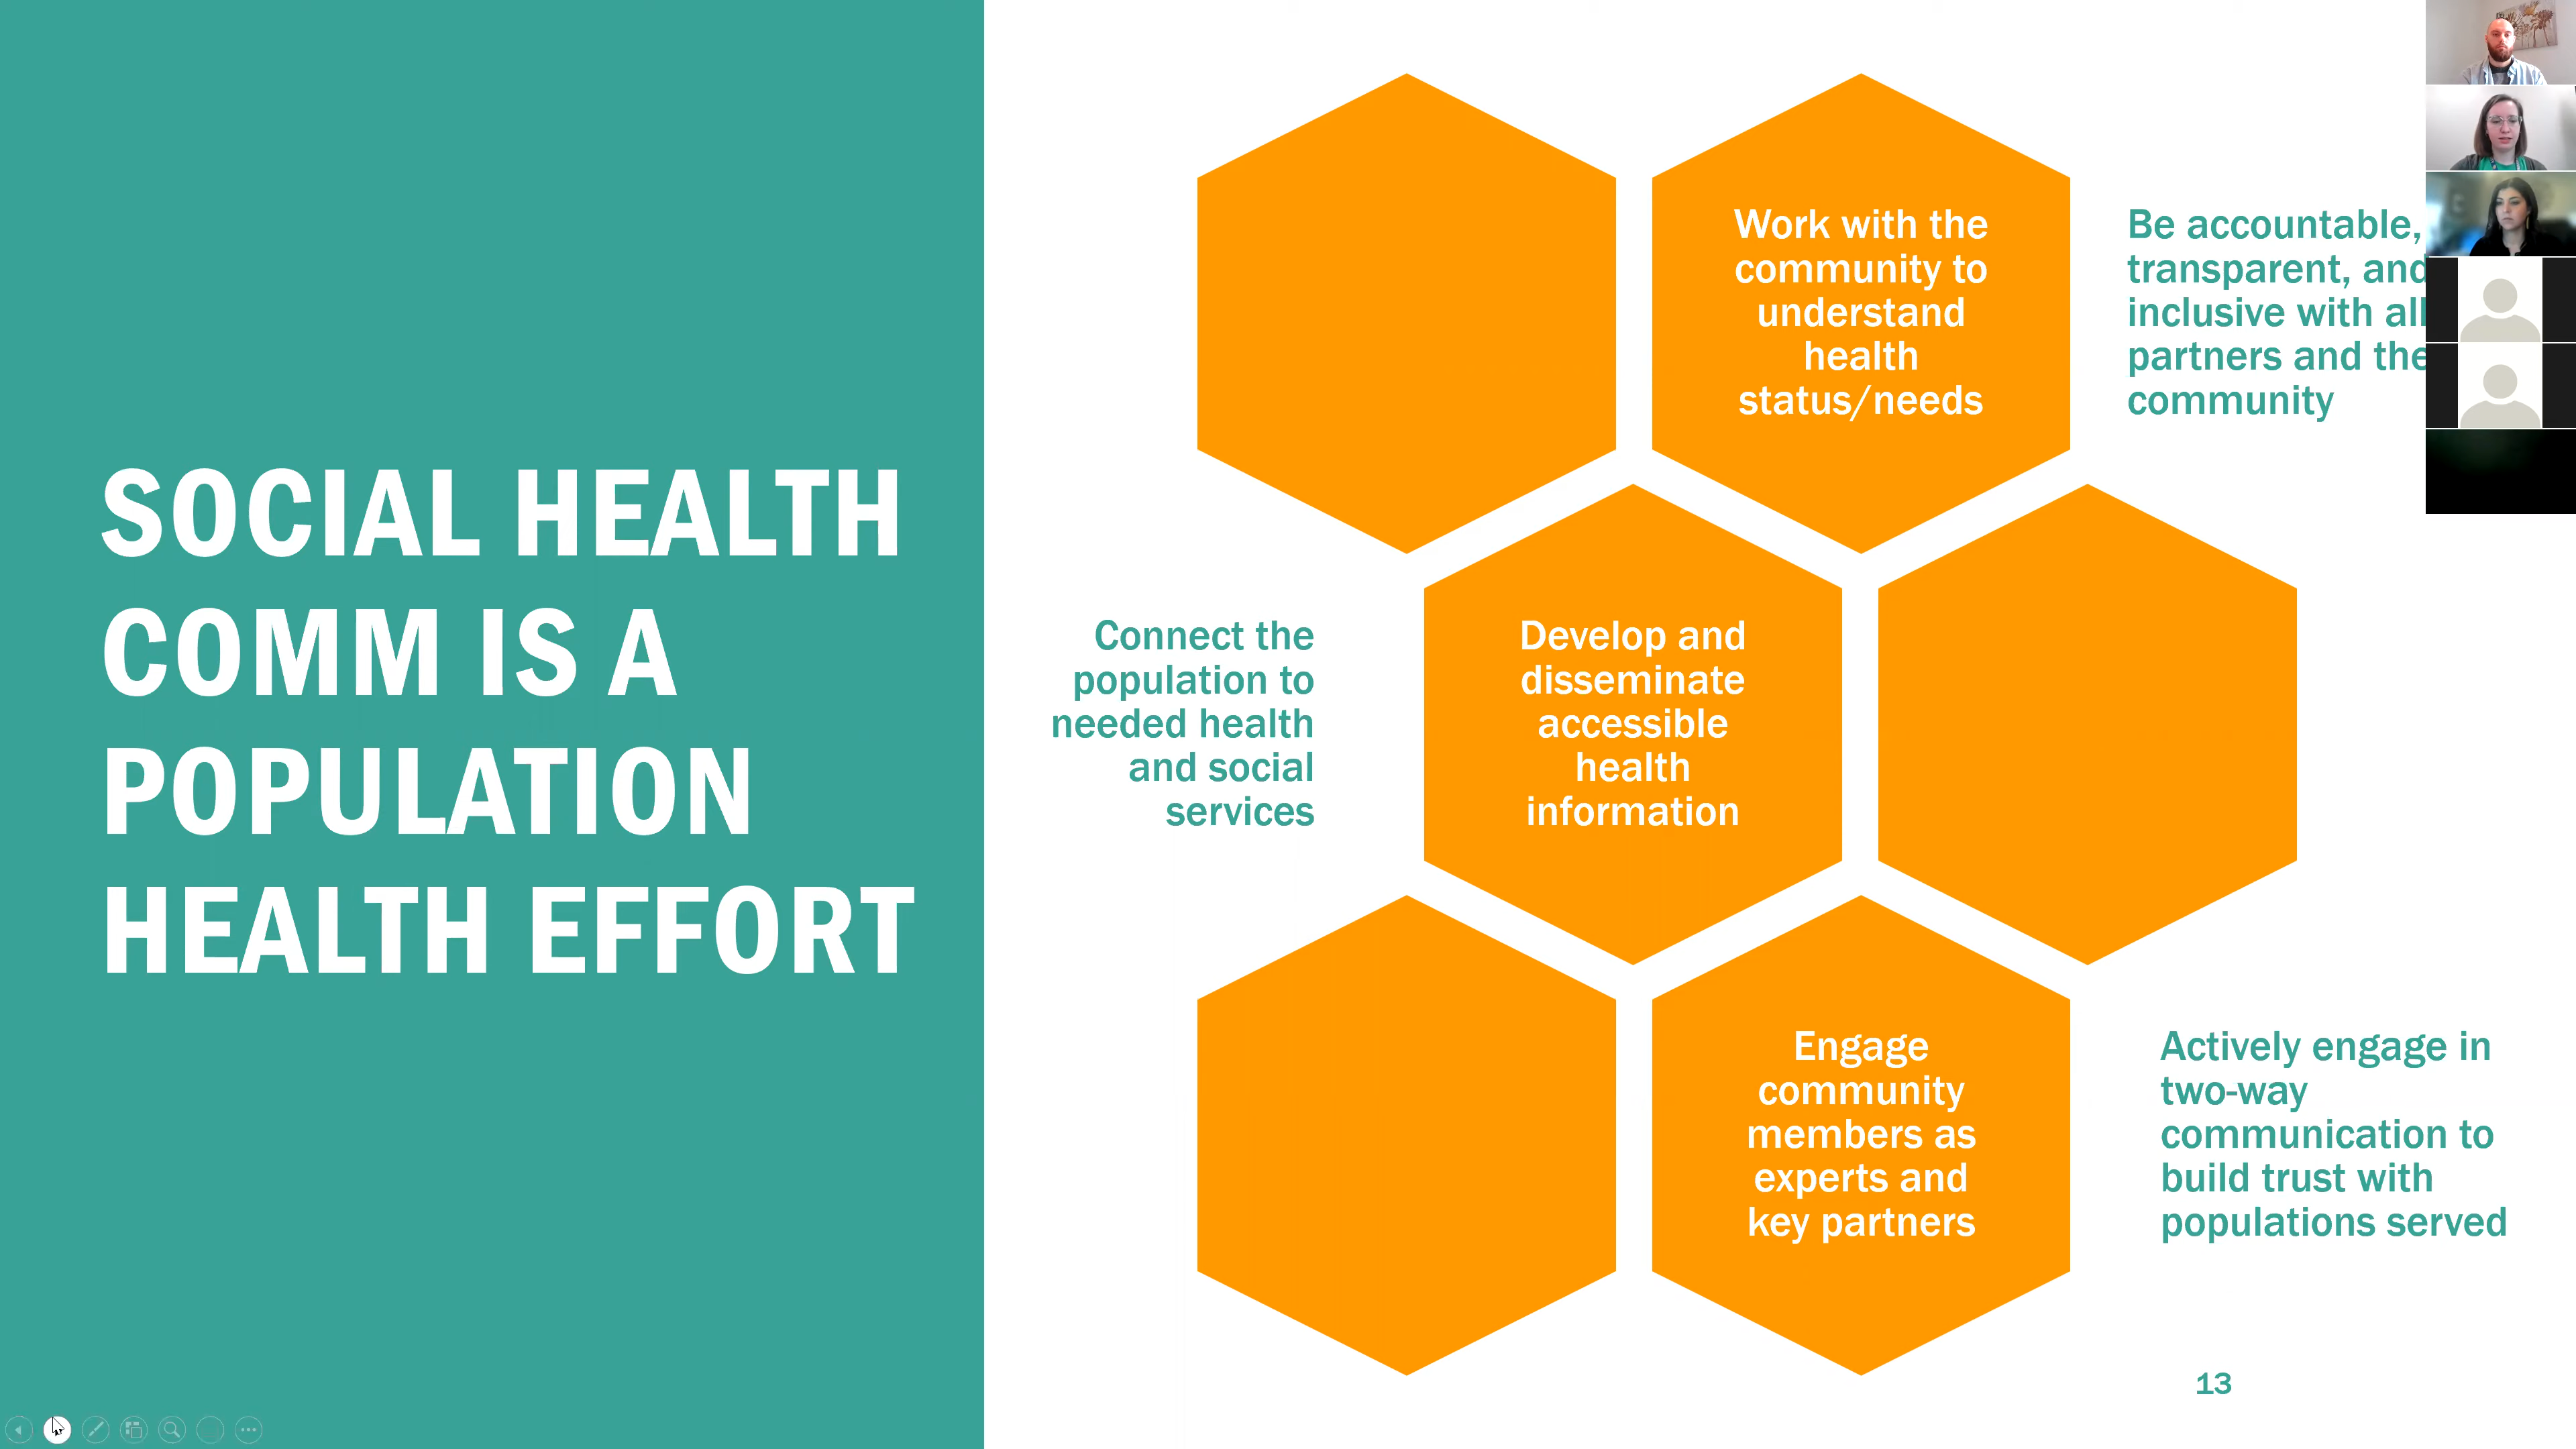 SOCIAL HEALTH
COMM IS A
POPULATION
HEALTH EFFORT
Work with the
community to
understand
health
status/needs
Be accountable,
transparent, and
inclusive with all
partners and the
community
Connect the
population to
needed health
and social
services
Develop and
disseminate
accessible
health
information
Engage
community
members as
experts and
key partners
Actively engage in
two-way
communication to
build trust with
populations served
13